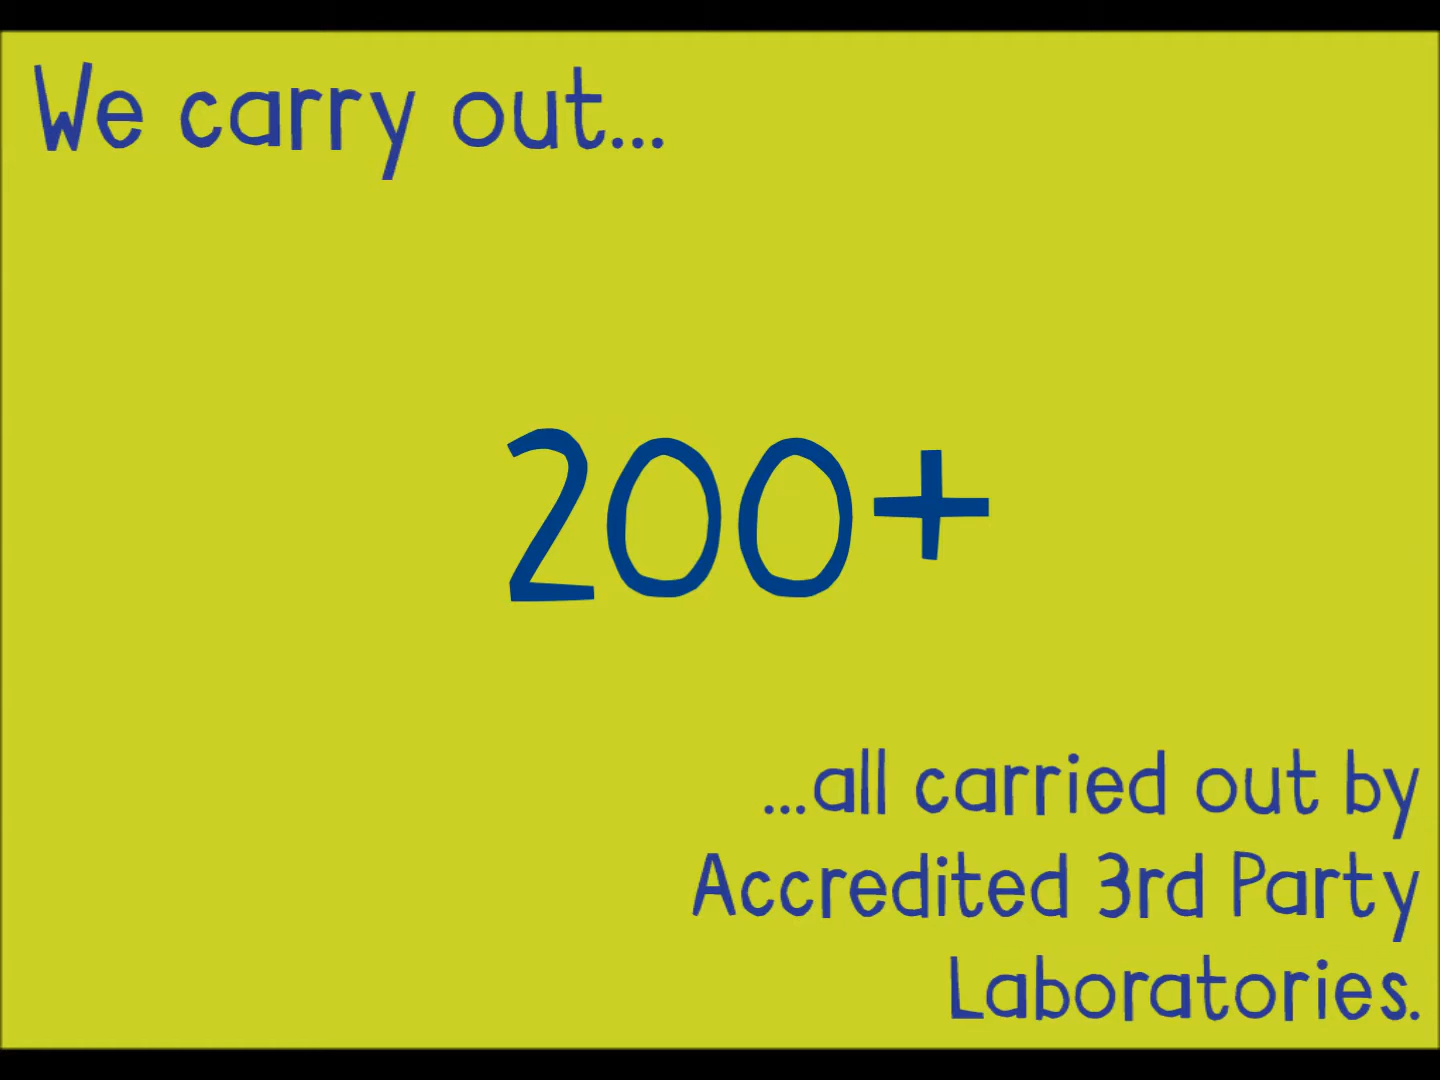 We carry out...
200+
...all carried out by
Accredited 3rd Party
Laboratories.